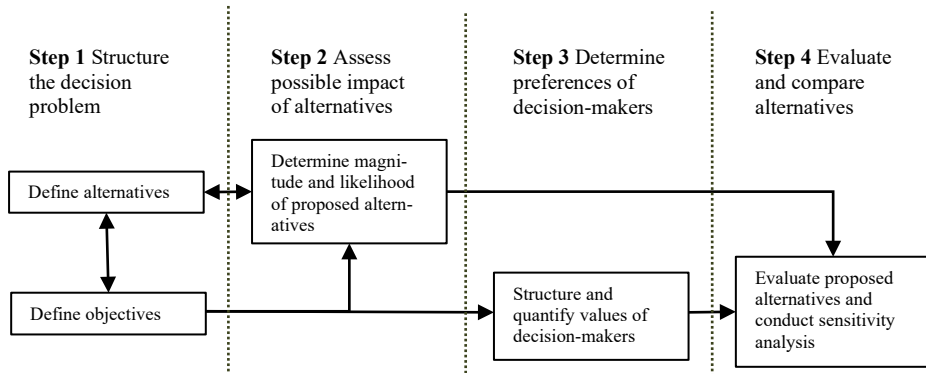 Step 1 Structure
the decision
problem
Step 2 Assess
possible impact
of alternatives
Step 3 Determine
preferences of
decision-makers
Step 4 Evaluate
and compare
alternatives
Define alternatives
Determine magni-
tude and likelihood
of proposed altern-
atives
Define objectives
Structure and
quantify values of
decision-makers
Evaluate proposed
alternatives and
conduct sensitivity
analysis